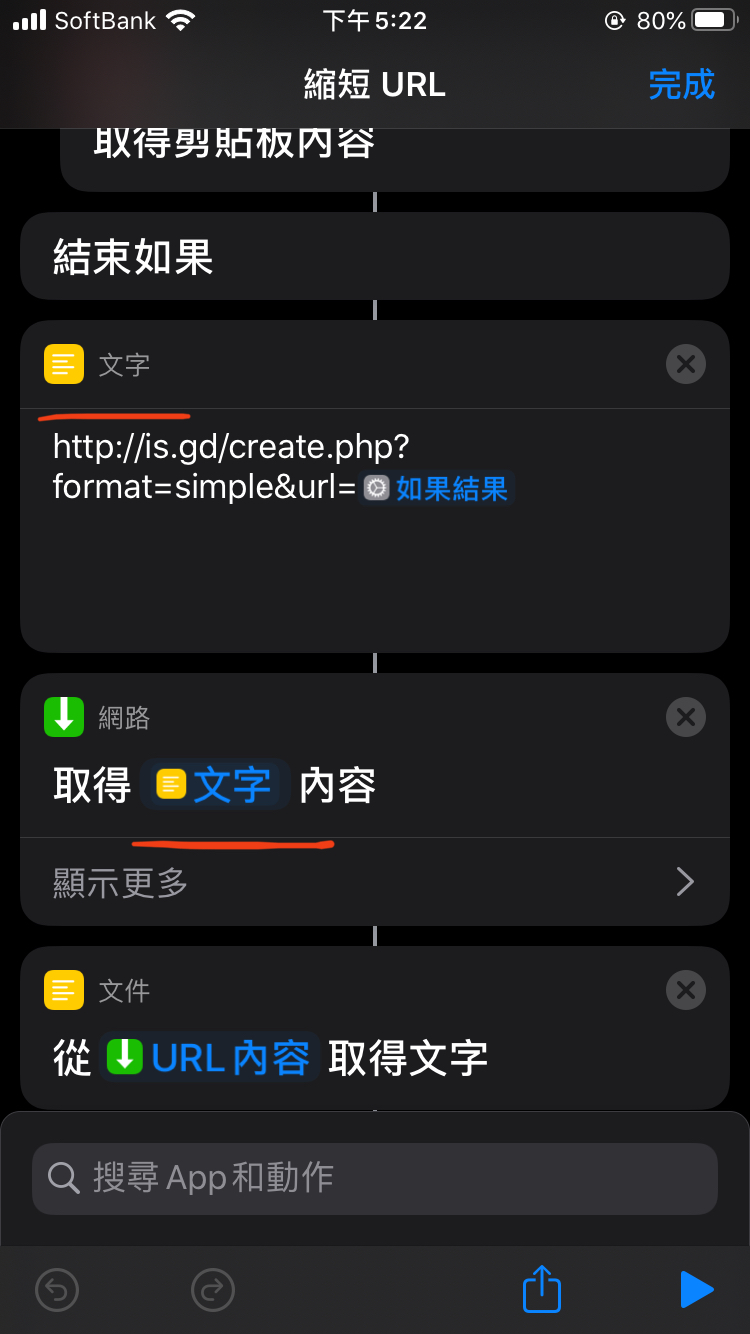 SoftBank 下午 5:22 80%
縮短 URL 完成
取得剪貼板內容
結束如果
文字
http://is.gd/create.php?
format=simple&url= 如果結果
網路
取得 文字 內容
顯示更多
文件
從 URL 內容 取得文字
搜尋 App 和動作